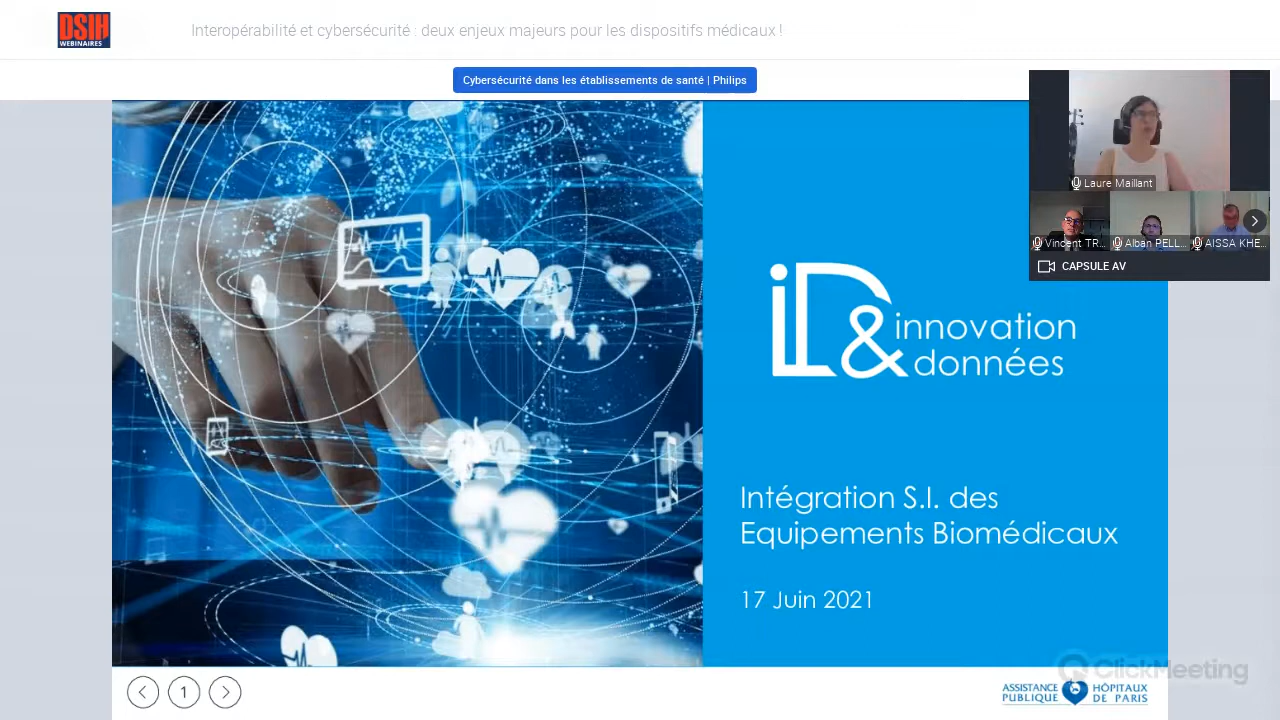 DSIH
WEBINAIRES
Interopérabilité et cybersécurité : deux enjeux majeurs pour les dispositifs médicaux !
Cybersécurité dans les établissements de santé | Philips
Laure Maillant
Vincent TR...
Alban PELL...
AISSA KHE...
CAPSULE AV
iD& innovation
données
Intégration S.I. des
Equipements Biomédicaux
17 Juin 2021
ClickMeeting
1
ASSISTANCE HÔPITAUX
PUBLIQUE DE PARIS